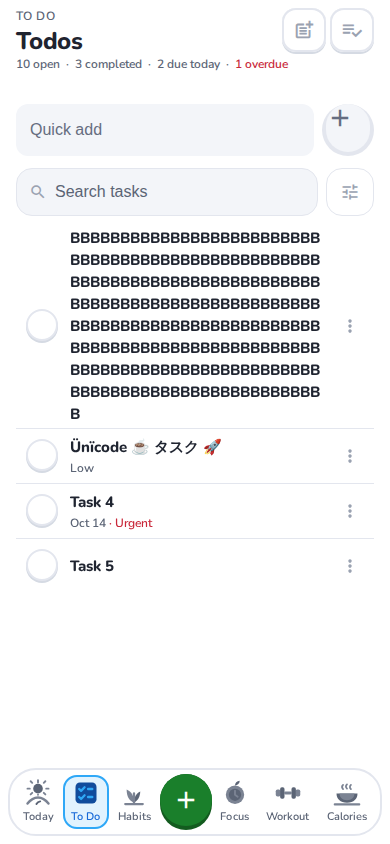 TO DO
Todos
10 open · 3 completed · 2 due today · 1 overdue
Quick add
Search tasks
BBBBBBBBBBBBBBBBBBBBBBBBB
BBBBBBBBBBBBBBBBBBBBBBBBB
BBBBBBBBBBBBBBBBBBBBBBBBB
BBBBBBBBBBBBBBBBBBBBBBBBB
BBBBBBBBBBBBBBBBBBBBBBBBB
BBBBBBBBBBBBBBBBBBBBBBBBB
BBBBBBBBBBBBBBBBBBBBBBBBB
BBBBBBBBBBBBBBBBBBBBBBBBB
B
Ünïcode ☕ タスク 🚀
Low
Task 4
Oct 14 · Urgent
Task 5
Today To Do Habits Focus Workout Calories